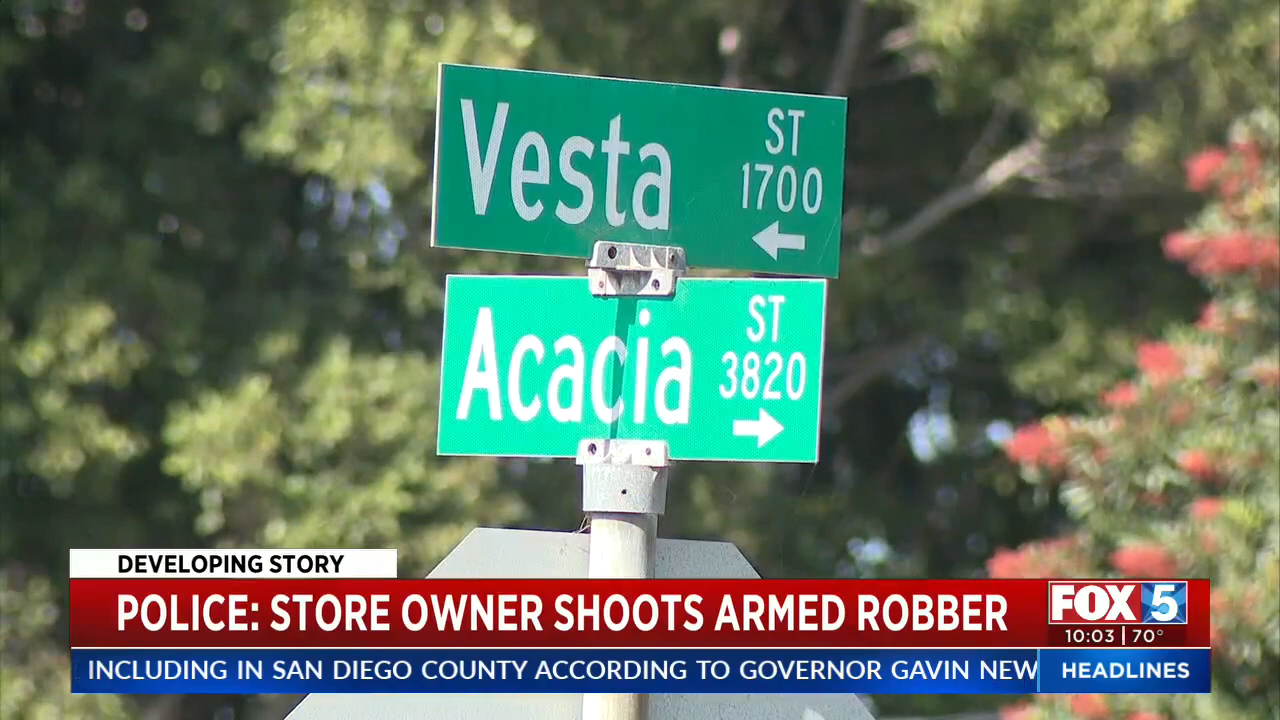 Vesta ST
1700
←
Acacia ST
3820
→
DEVELOPING STORY
POLICE: STORE OWNER SHOOTS ARMED ROBBER
FOX 5
10:03 | 70°
INCLUDING IN SAN DIEGO COUNTY ACCORDING TO GOVERNOR GAVIN NEW
HEADLINES